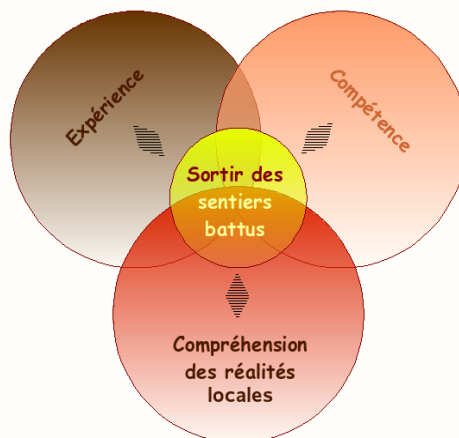 Expérience
Compétence
Sortir des
sentiers
battus
Compréhension
des réalités
locales